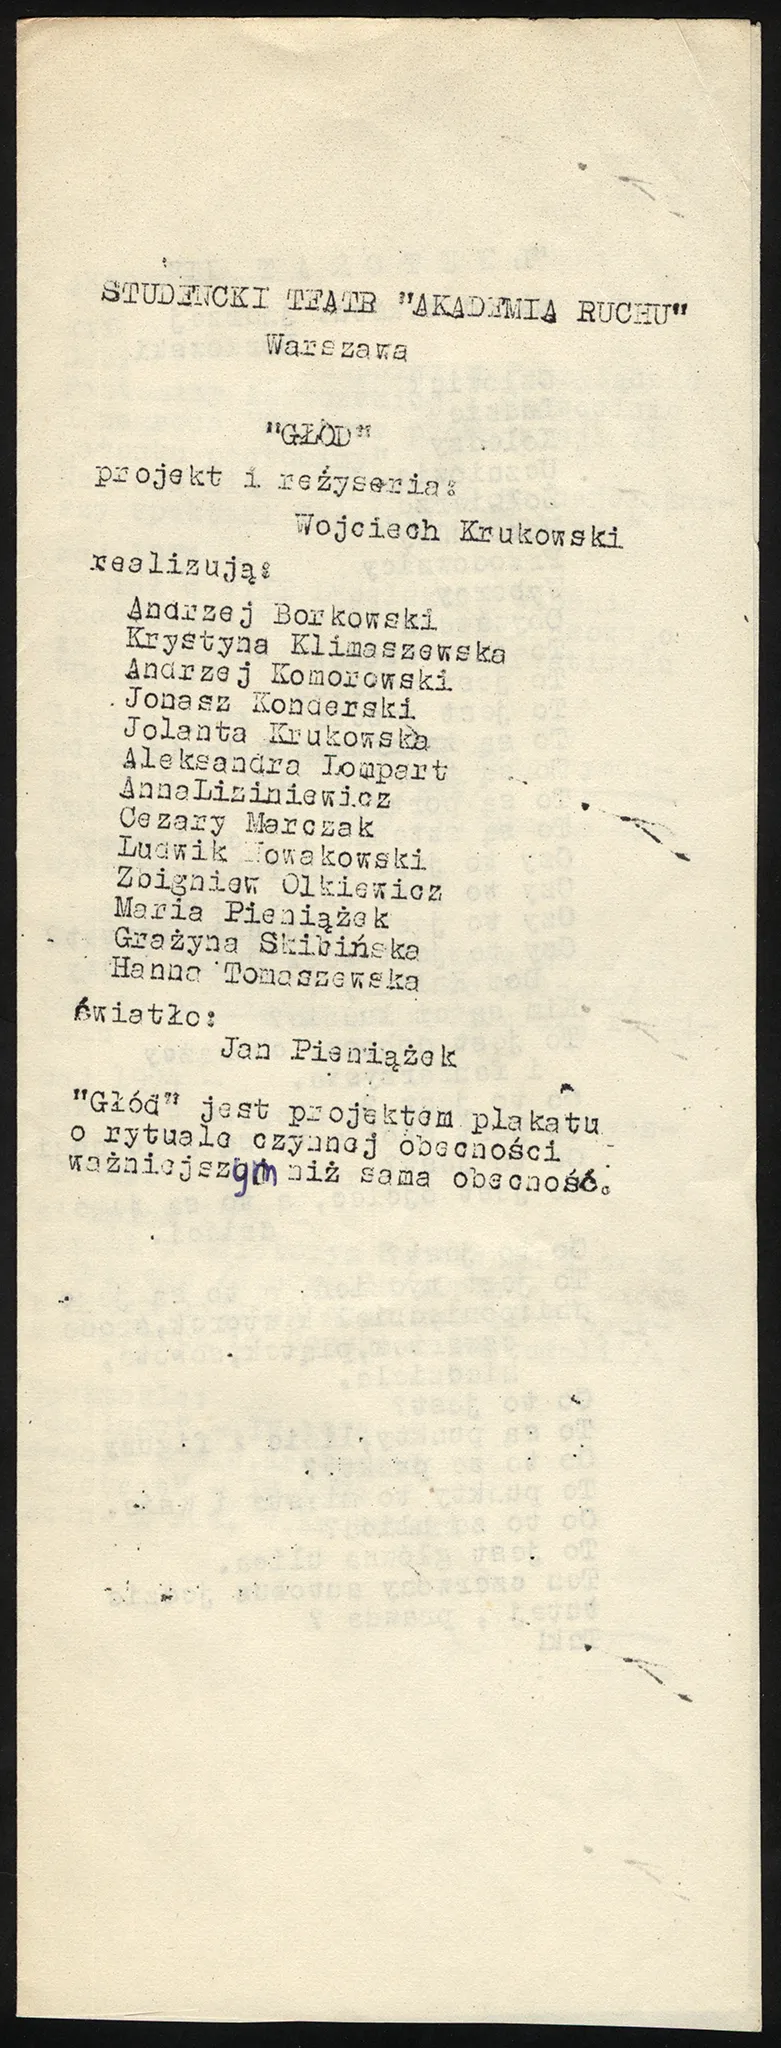 STUDENCKI TEATR "AKADEMIA RUCHU"
Warszawa
"GŁÓD"
projekt i reżyseria:
Wojciech Krukowski
realizują:
Andrzej Borkowski
Krystyna Klimaszewska
Andrzej Komorowski
Jonasz Konderski
Jolanta Krukowska
Aleksandra Lompart
AnnaLiziniewicz
Cezary Marczak
Ludwik Nowakowski
Zbigniew Olkiewicz
Maria Pieniążek
Grażyna Skibińska
Hanna Tomaszewska
światło:
Jan Pieniążek
"Głód" jest projektem plakatu
o rytuale czynnej obecności
ważniejszym niż sama obecność.